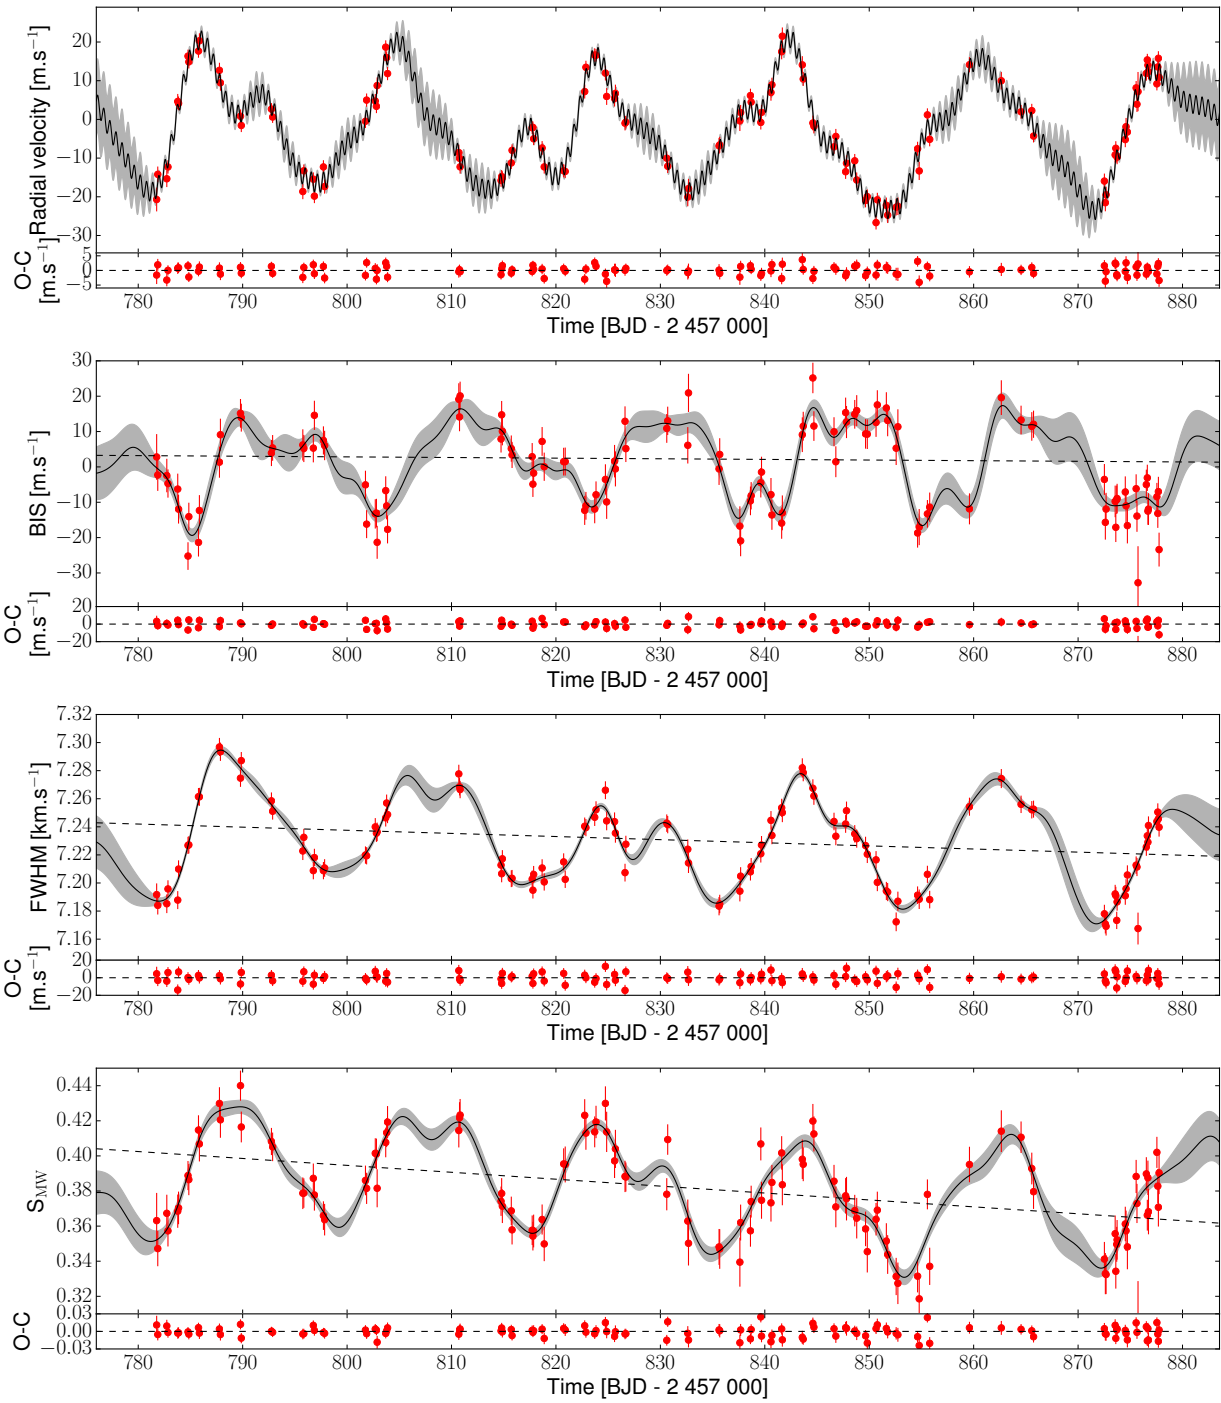 Radial velocity [m.s⁻¹]
20
10
0
−10
−20
−30
O-C
[m.s⁻¹]
5
0
−5
780 790 800 810 820 830 840 850 860 870 880
Time [BJD - 2 457 000]
BIS [m.s⁻¹]
30
20
10
0
−10
−20
−30
O-C
[m.s⁻¹]
20
0
−20
780 790 800 810 820 830 840 850 860 870 880
Time [BJD - 2 457 000]
FWHM [km.s⁻¹]
7.32
7.30
7.28
7.26
7.24
7.22
7.20
7.18
7.16
O-C
[m.s⁻¹]
20
0
−20
780 790 800 810 820 830 840 850 860 870 880
Time [BJD - 2 457 000]
S_MW
0.44
0.42
0.40
0.38
0.36
0.34
0.32
O-C
0.03
0.00
−0.03
780 790 800 810 820 830 840 850 860 870 880
Time [BJD - 2 457 000]